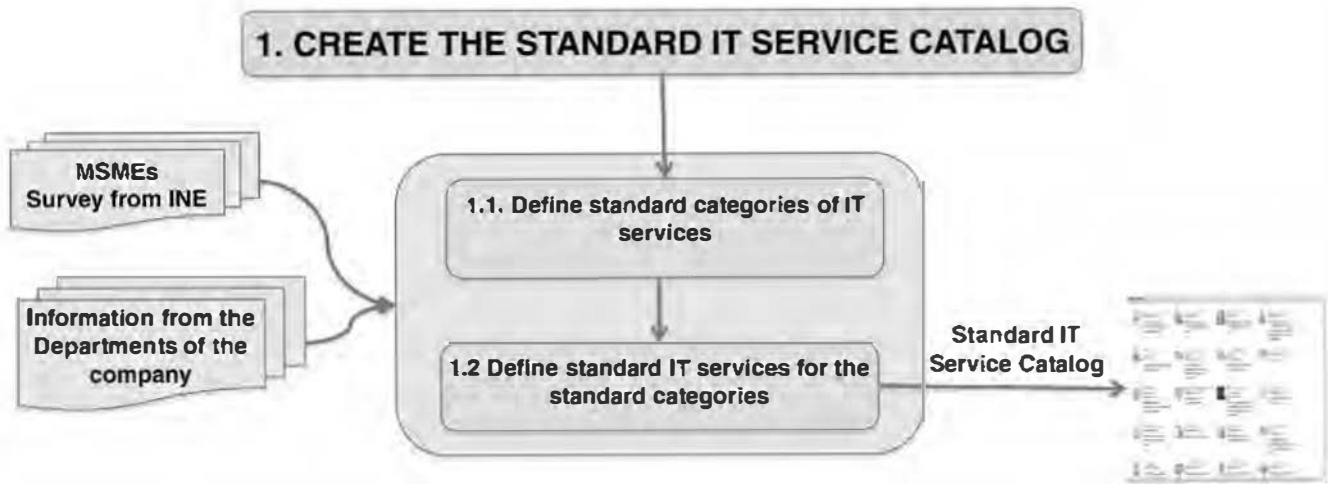 1. CREATE THE STANDARD IT SERVICE CATALOG
MSMEs
Survey from INE
1.1. Define standard categories of IT
services
Information from the
Departments of the
company
1.2 Define standard IT services for the
standard categories
Standard IT
Service Catalog